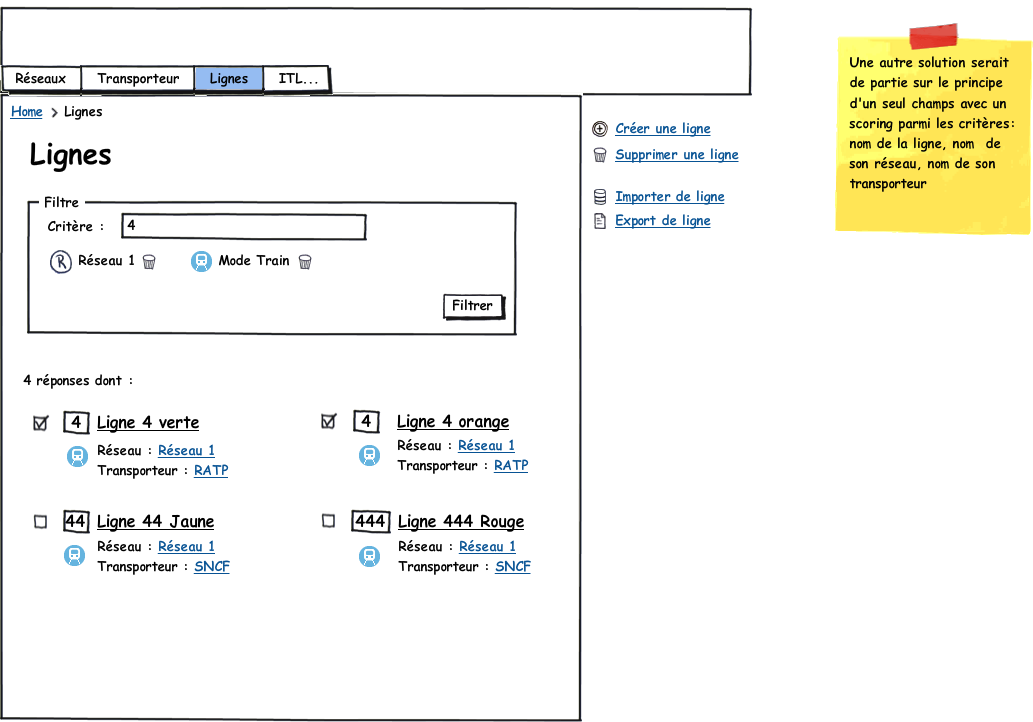 Réseaux Transporteur Lignes ITL...
Home > Lignes
Lignes
Filtre
Critère : 4
R Réseau 1 Mode Train
Filtrer
4 réponses dont :
4 Ligne 4 verte
Réseau : Réseau 1
Transporteur : RATP
4 Ligne 4 orange
Réseau : Réseau 1
Transporteur : RATP
44 Ligne 44 Jaune
Réseau : Réseau 1
Transporteur : SNCF
444 Ligne 444 Rouge
Réseau : Réseau 1
Transporteur : SNCF
Créer une ligne
Supprimer une ligne
Importer de ligne
Export de ligne
Une autre solution serait
de partie sur le principe
d'un seul champs avec un
scoring parmi les critères:
nom de la ligne, nom de
son réseau, nom de son
transporteur